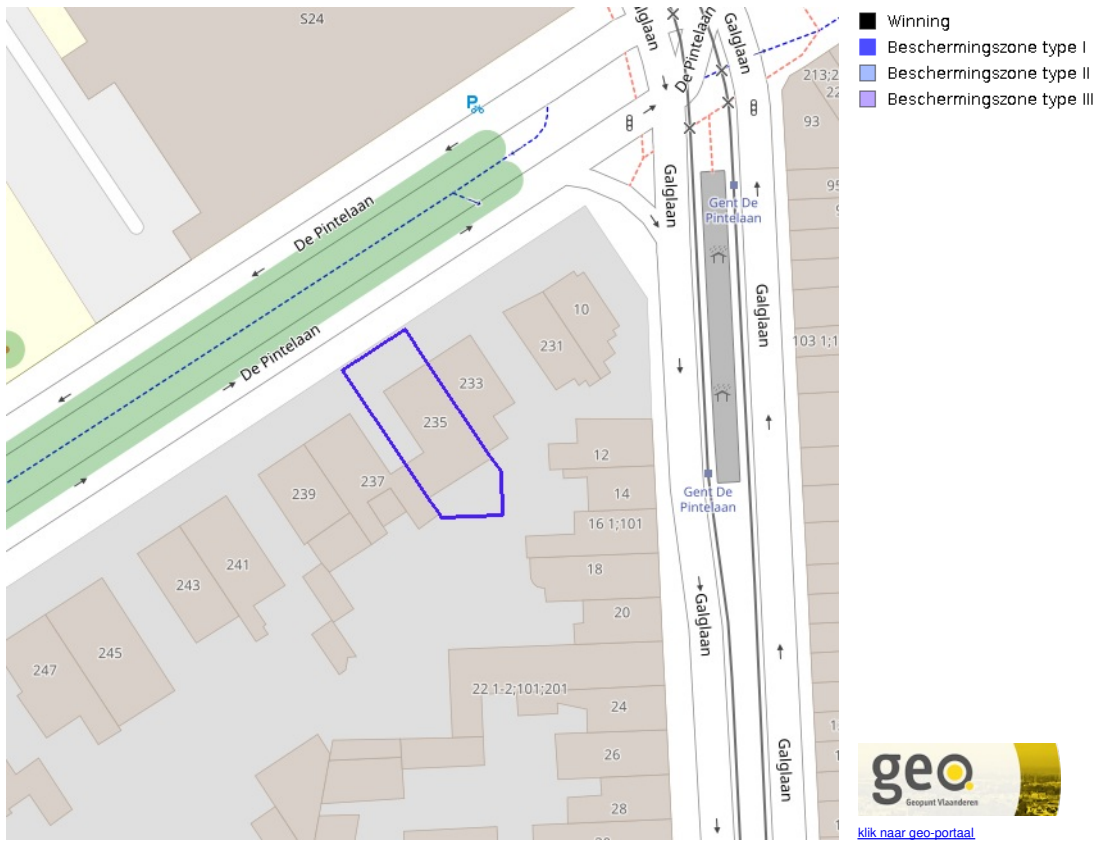 S24
Galglaan
De Pintelaan
Galglaan
P
213;2
22
93
95
9
De Pintelaan
Galglaan
Gent De
Pintelaan
De Pintelaan
Galglaan
10
231
103 1;1
233
235
237
239
12
14
16 1;101
Gent De
Pintelaan
18
20
241
243
245
247
Galglaan
22 1-2;101;201
24
26
28
Galglaan
Winning
Beschermingszone type I
Beschermingszone type II
Beschermingszone type III
geo.
Geopunt Vlaanderen
klik naar geo-portaal